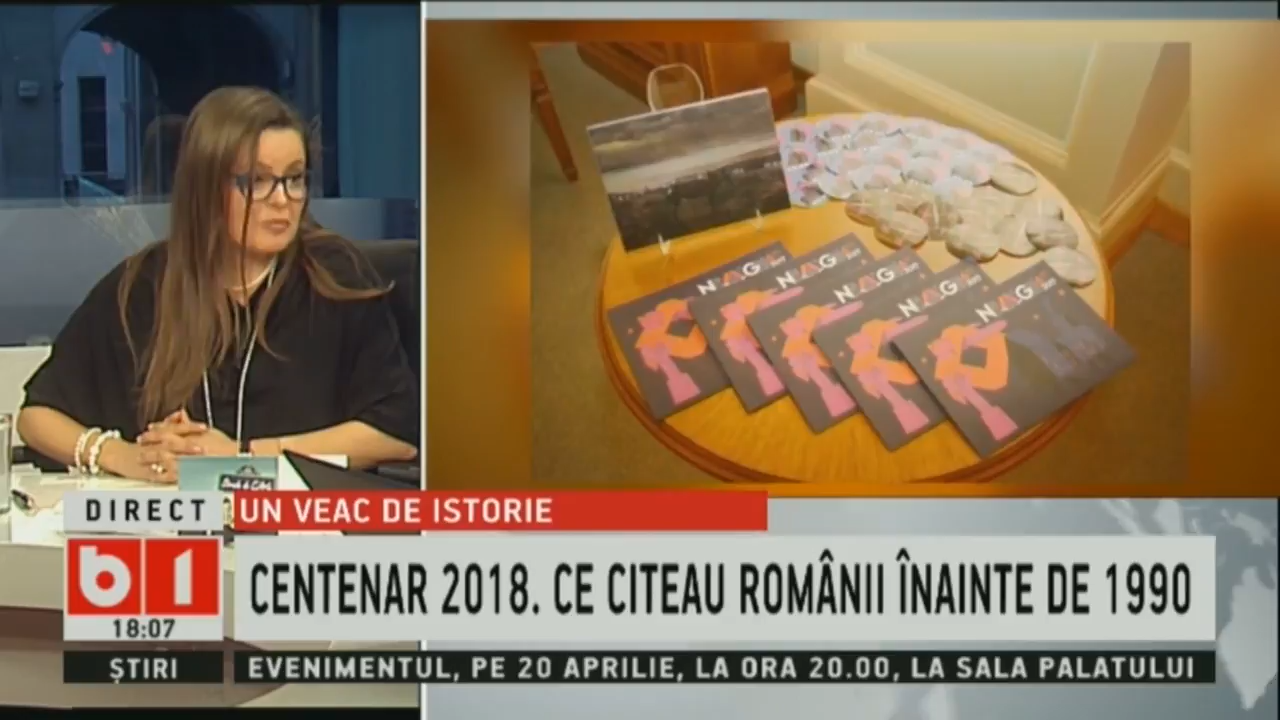 DIRECT
UN VEAC DE ISTORIE
b1
CENTENAR 2018. CE CITEAU ROMÂNII ÎNAINTE DE 1990
18:07
ȘTIRI
EVENIMENTUL, PE 20 APRILIE, LA ORA 20.00, LA SALA PALATULUI